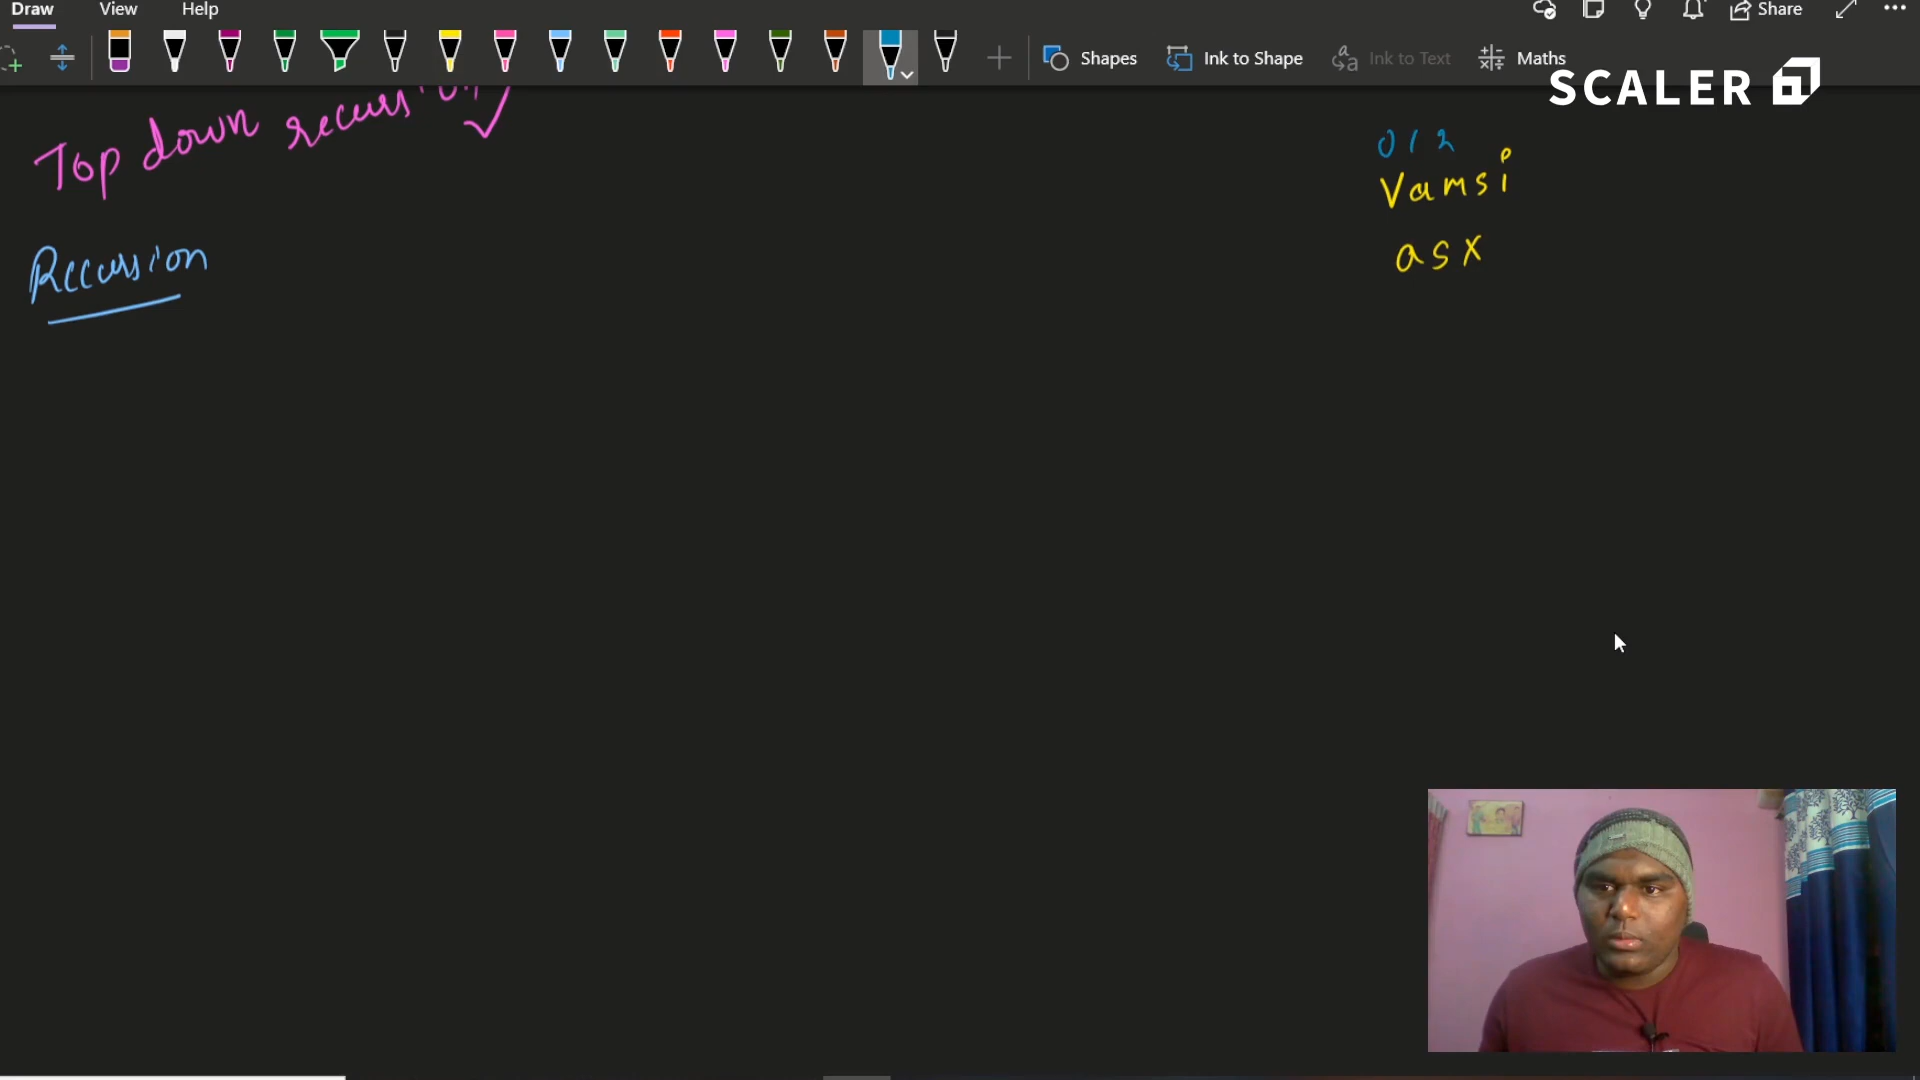 Draw View Help Share
Shapes Ink to Shape Ink to Text Maths
SCALER
Top down recursion
0 1 2
Vamsi
asx
Recursion